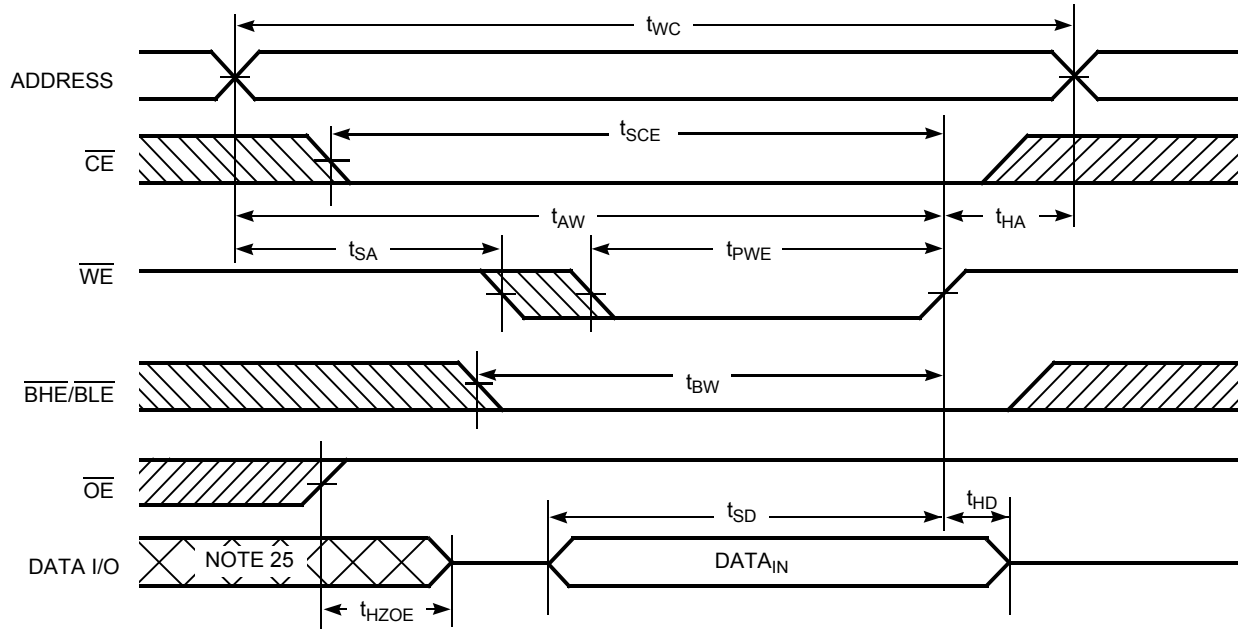 tWC
ADDRESS
tSCE
CE
tAW
tHA
tSA
tPWE
WE
tBW
BHE/BLE
OE
tSD
tHD
DATA I/O
NOTE 25
DATAIN
tHZOE